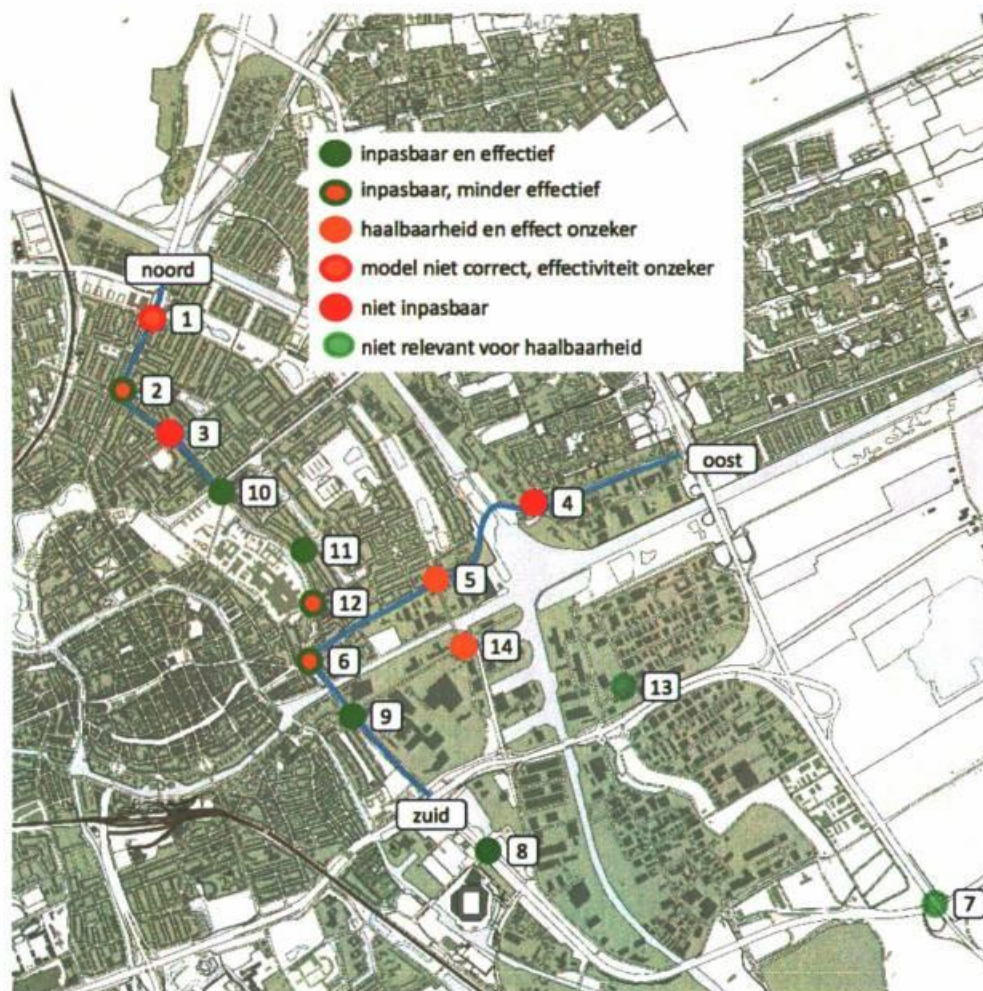 inpasbaar en effectief
inpasbaar, minder effectief
haalbaarheid en effect onzeker
model niet correct, effectiviteit onzeker
niet inpasbaar
niet relevant voor haalbaarheid
noord
1
2
3
oost
4
10
11
5
12
14
6
13
9
zuid
8
7